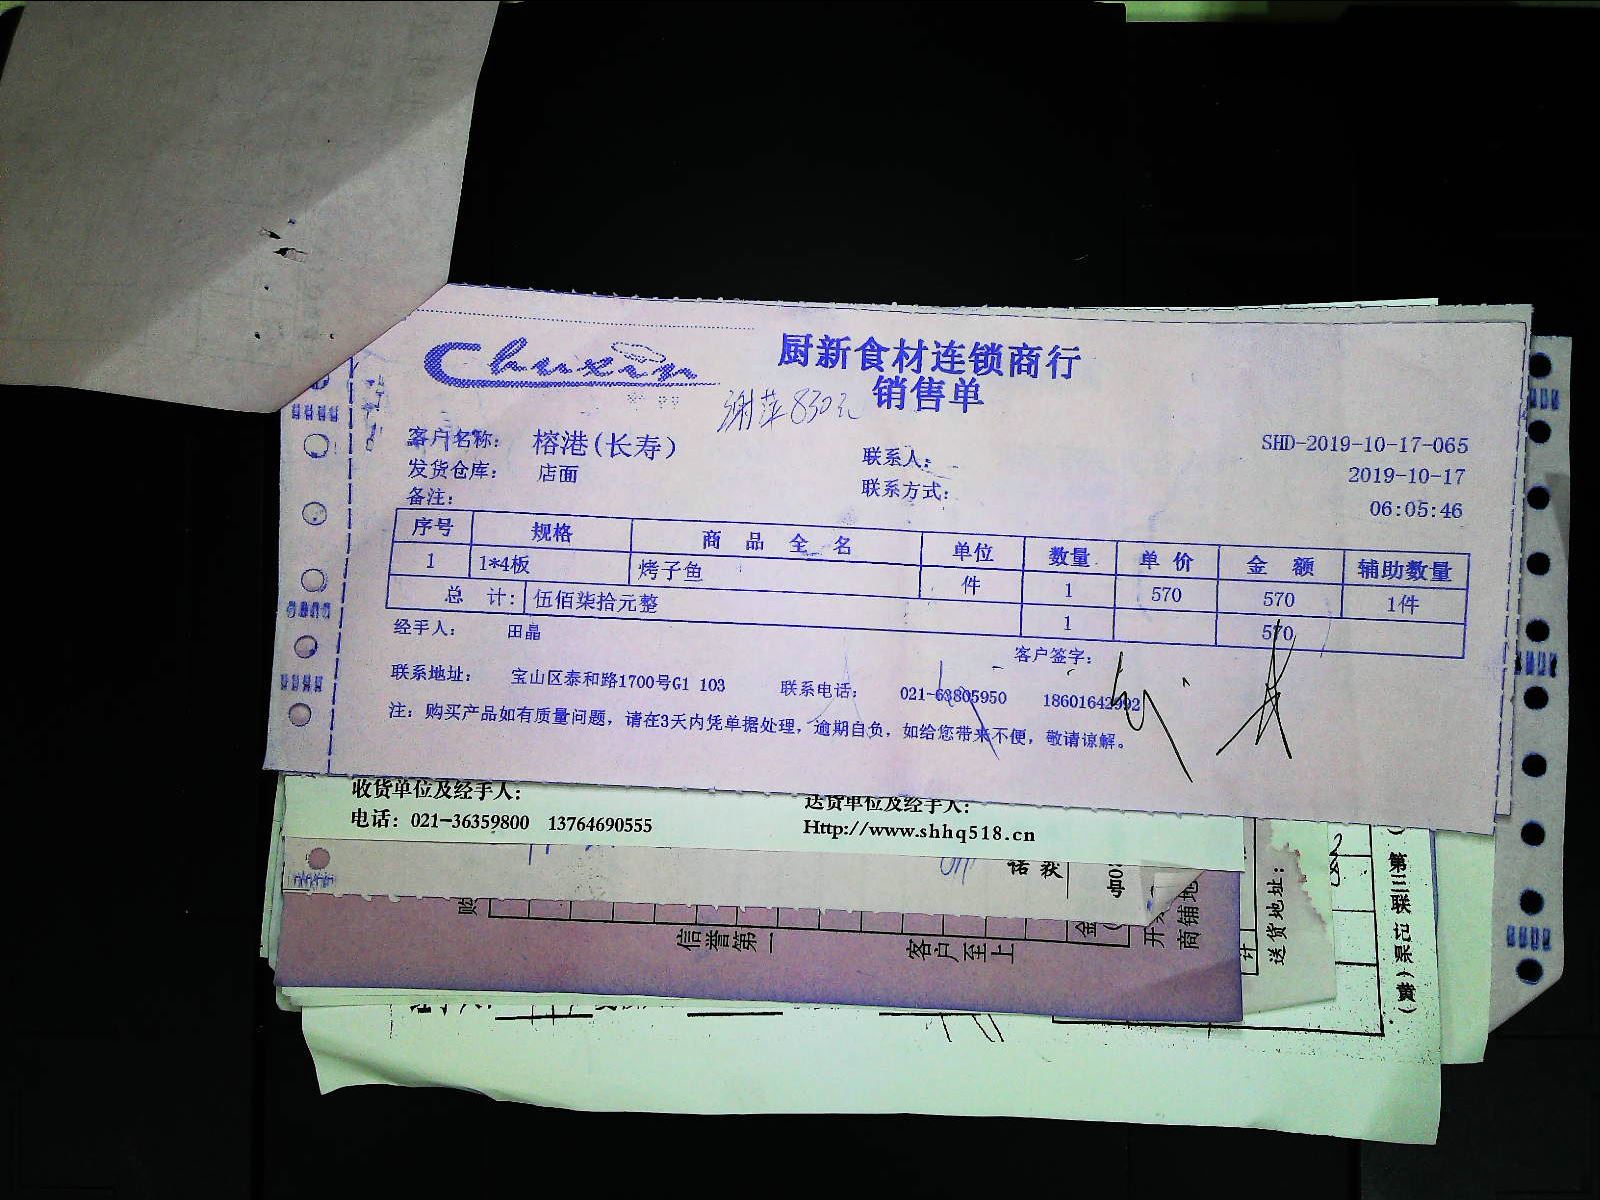 Chuxin
厨新食材连锁商行
销售单
谢萍830元
客户名称： 榕港(长寿)
联系人：
SHD-2019-10-17-065
发货仓库： 店面
联系方式：
2019-10-17
备注：
06:05:46
序号 规格 商品全名 单位 数量 单价 金额 辅助数量
1 1*4板 烤子鱼 件 1 570 570 1件
总 计： 伍佰柒拾元整 1 570
经手人： 田晶
客户签字：
联系地址： 宝山区泰和路1700号G1 103 联系电话： 021-63805950 18601642992
注：购买产品如有质量问题，请在3天内凭单据处理，逾期自负，如给您带来不便，敬请谅解。
收货单位及经手人：
送货单位及经手人：
电话：021-36359800 13764690555
Http://www.shhq518.cn
信誉第一
客户至上
商铺地
送货地址：
第三联
(黄)